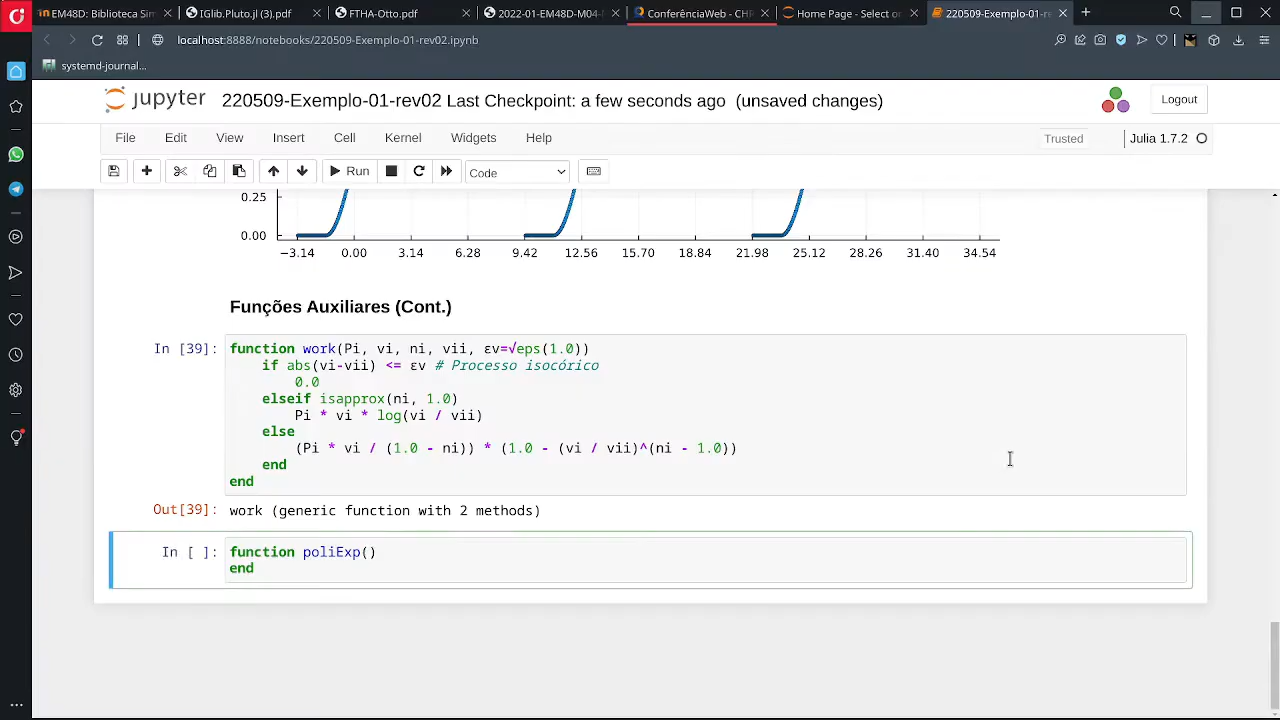 EM48D: Biblioteca Sim
IGlib.Pluto.jl (3).pdf
FTHA-Otto.pdf
2022-01-EM48D-M04-
ConferênciaWeb - CHR
Home Page - Select o
220509-Exemplo-01-re
localhost:8888/notebooks/220509-Exemplo-01-rev02.ipynb
systemd-journal...
jupyter 220509-Exemplo-01-rev02 Last Checkpoint: a few seconds ago (unsaved changes)
Logout
File Edit View Insert Cell Kernel Widgets Help
Trusted
Julia 1.7.2
Run
Code
0.25
0.00
−3.14 0.00 3.14 6.28 9.42 12.56 15.70 18.84 21.98 25.12 28.26 31.40 34.54
Funções Auxiliares (Cont.)
In [39]: function work(Pi, vi, ni, vii, εv=√eps(1.0))
if abs(vi-vii) <= εv # Processo isocórico
0.0
elseif isapprox(ni, 1.0)
Pi * vi * log(vi / vii)
else
(Pi * vi / (1.0 - ni)) * (1.0 - (vi / vii)^(ni - 1.0))
end
end
Out[39]: work (generic function with 2 methods)
In [ ]: function poliExp()
end